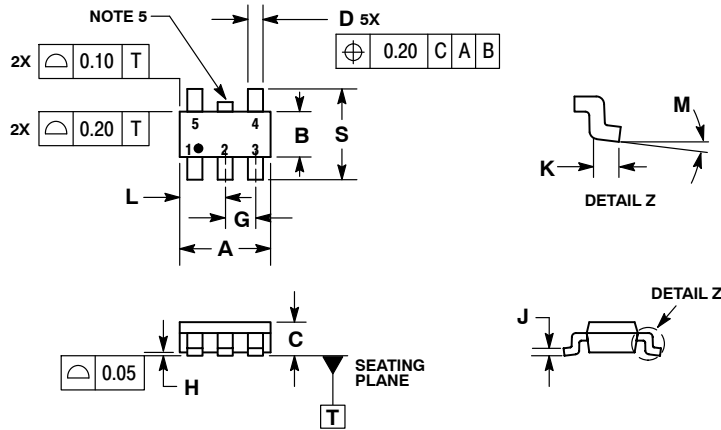 NOTE 5
D 5X
⌖ 0.20 C A B
2X ⌓ 0.10 T
2X ⌓ 0.20 T
5 4
1 2 3
B
S
L
G
A
M
K
DETAIL Z
C
⌓ 0.05
H
SEATING
PLANE
T
J
DETAIL Z